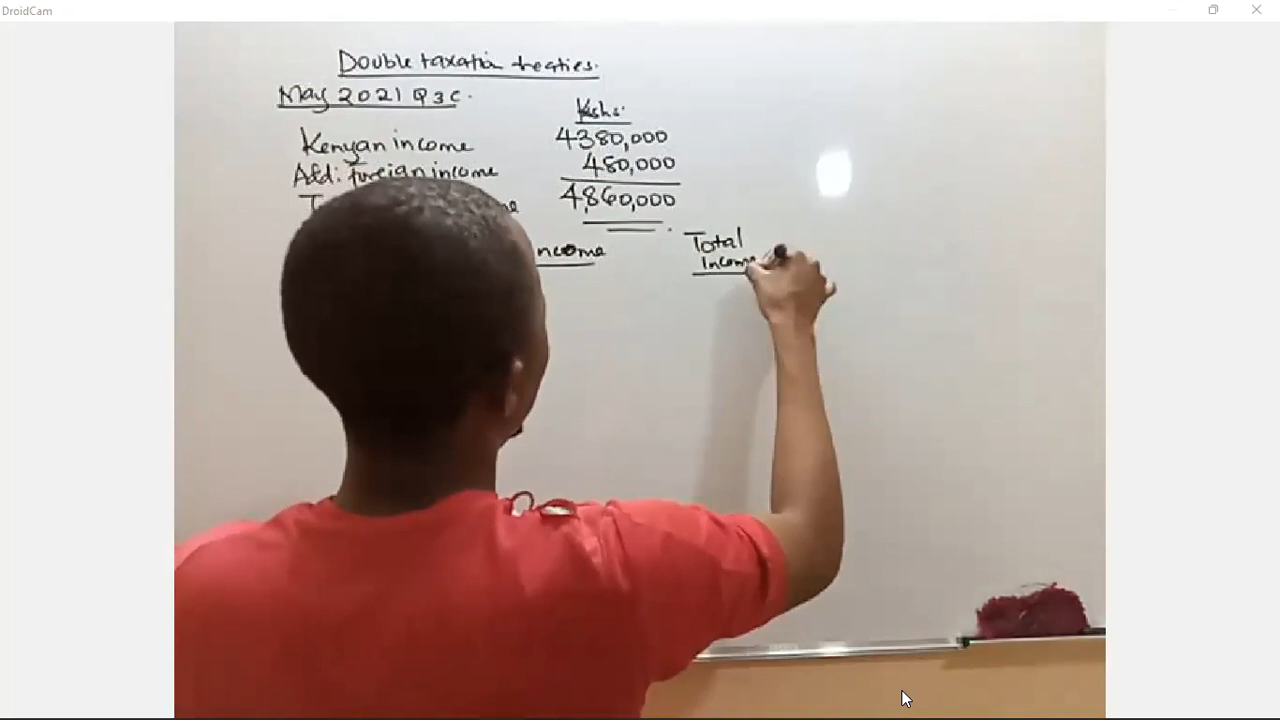 DroidCam
Double taxation treaties.
May 2021 Q3C.
Kshs.
Kenyan income 4380,000
Add: foreign income 480,000
4,860,000
Total
Income